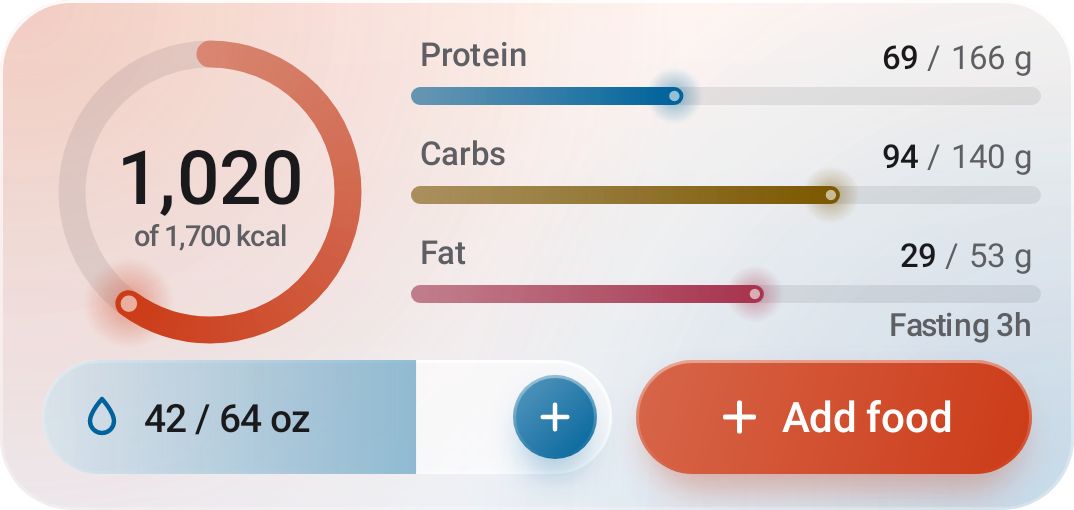 1,020
of 1,700 kcal
Protein 69 / 166 g
Carbs 94 / 140 g
Fat 29 / 53 g
Fasting 3h
42 / 64 oz
+ Add food